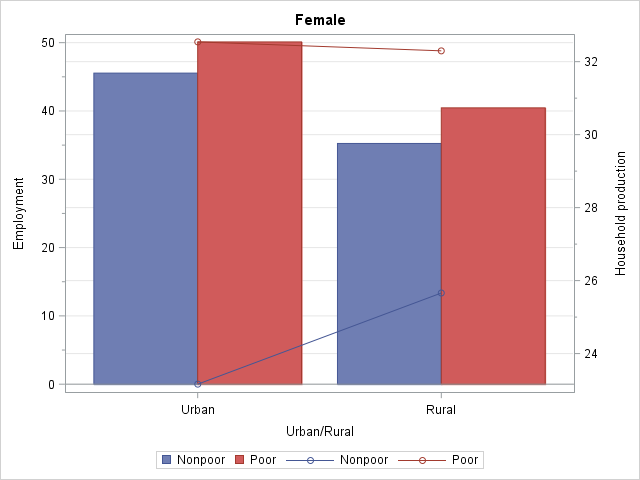 Female
50
40
30
20
10
0
Employment
32
30
28
26
24
Household production
Urban Rural
Urban/Rural
Nonpoor Poor Nonpoor Poor